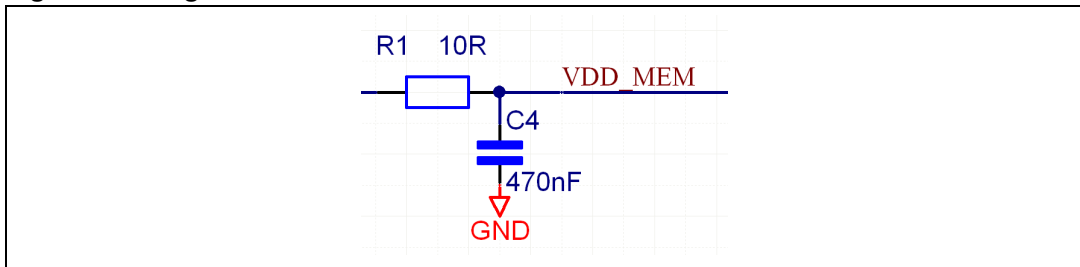 R1 10R
VDD_MEM
C4
470nF
GND